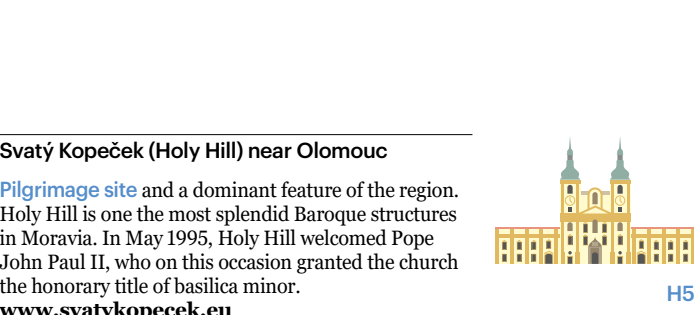 Svatý Kopeček (Holy Hill) near Olomouc
Pilgrimage site and a dominant feature of the region.
Holy Hill is one the most splendid Baroque structures
in Moravia. In May 1995, Holy Hill welcomed Pope
John Paul II, who on this occasion granted the church
the honorary title of basilica minor.
www.svatykopecek.eu
H5